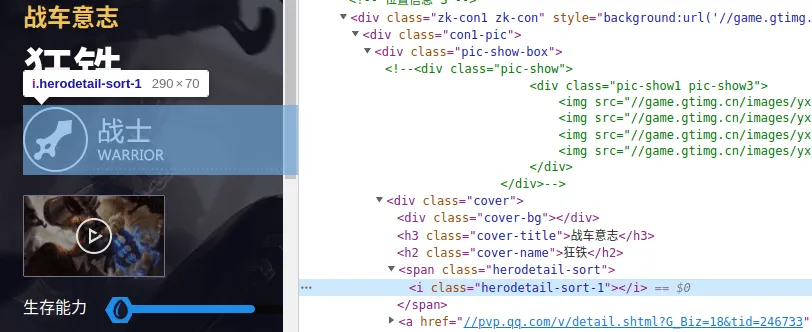 战车意志
狂铁
i.herodetail-sort-1 290×70
战士
WARRIOR
生存能力
<!-- 位置信息 S -->
<div class="zk-con1 zk-con" style="background:url('//game.gtimg.
<div class="con1-pic">
<div class="pic-show-box">
<!--<div class="pic-show">
<div class="pic-show1 pic-show3">
<img src="//game.gtimg.cn/images/yx
<img src="//game.gtimg.cn/images/yx
<img src="//game.gtimg.cn/images/yx
<img src="//game.gtimg.cn/images/yx
</div>
</div>-->
<div class="cover">
<div class="cover-bg"></div>
<h3 class="cover-title">战车意志</h3>
<h2 class="cover-name">狂铁</h2>
<span class="herodetail-sort">
… <i class="herodetail-sort-1"></i> == $0
</span>
<a href="//pvp.qq.com/v/detail.shtml?G_Biz=18&tid=246733"